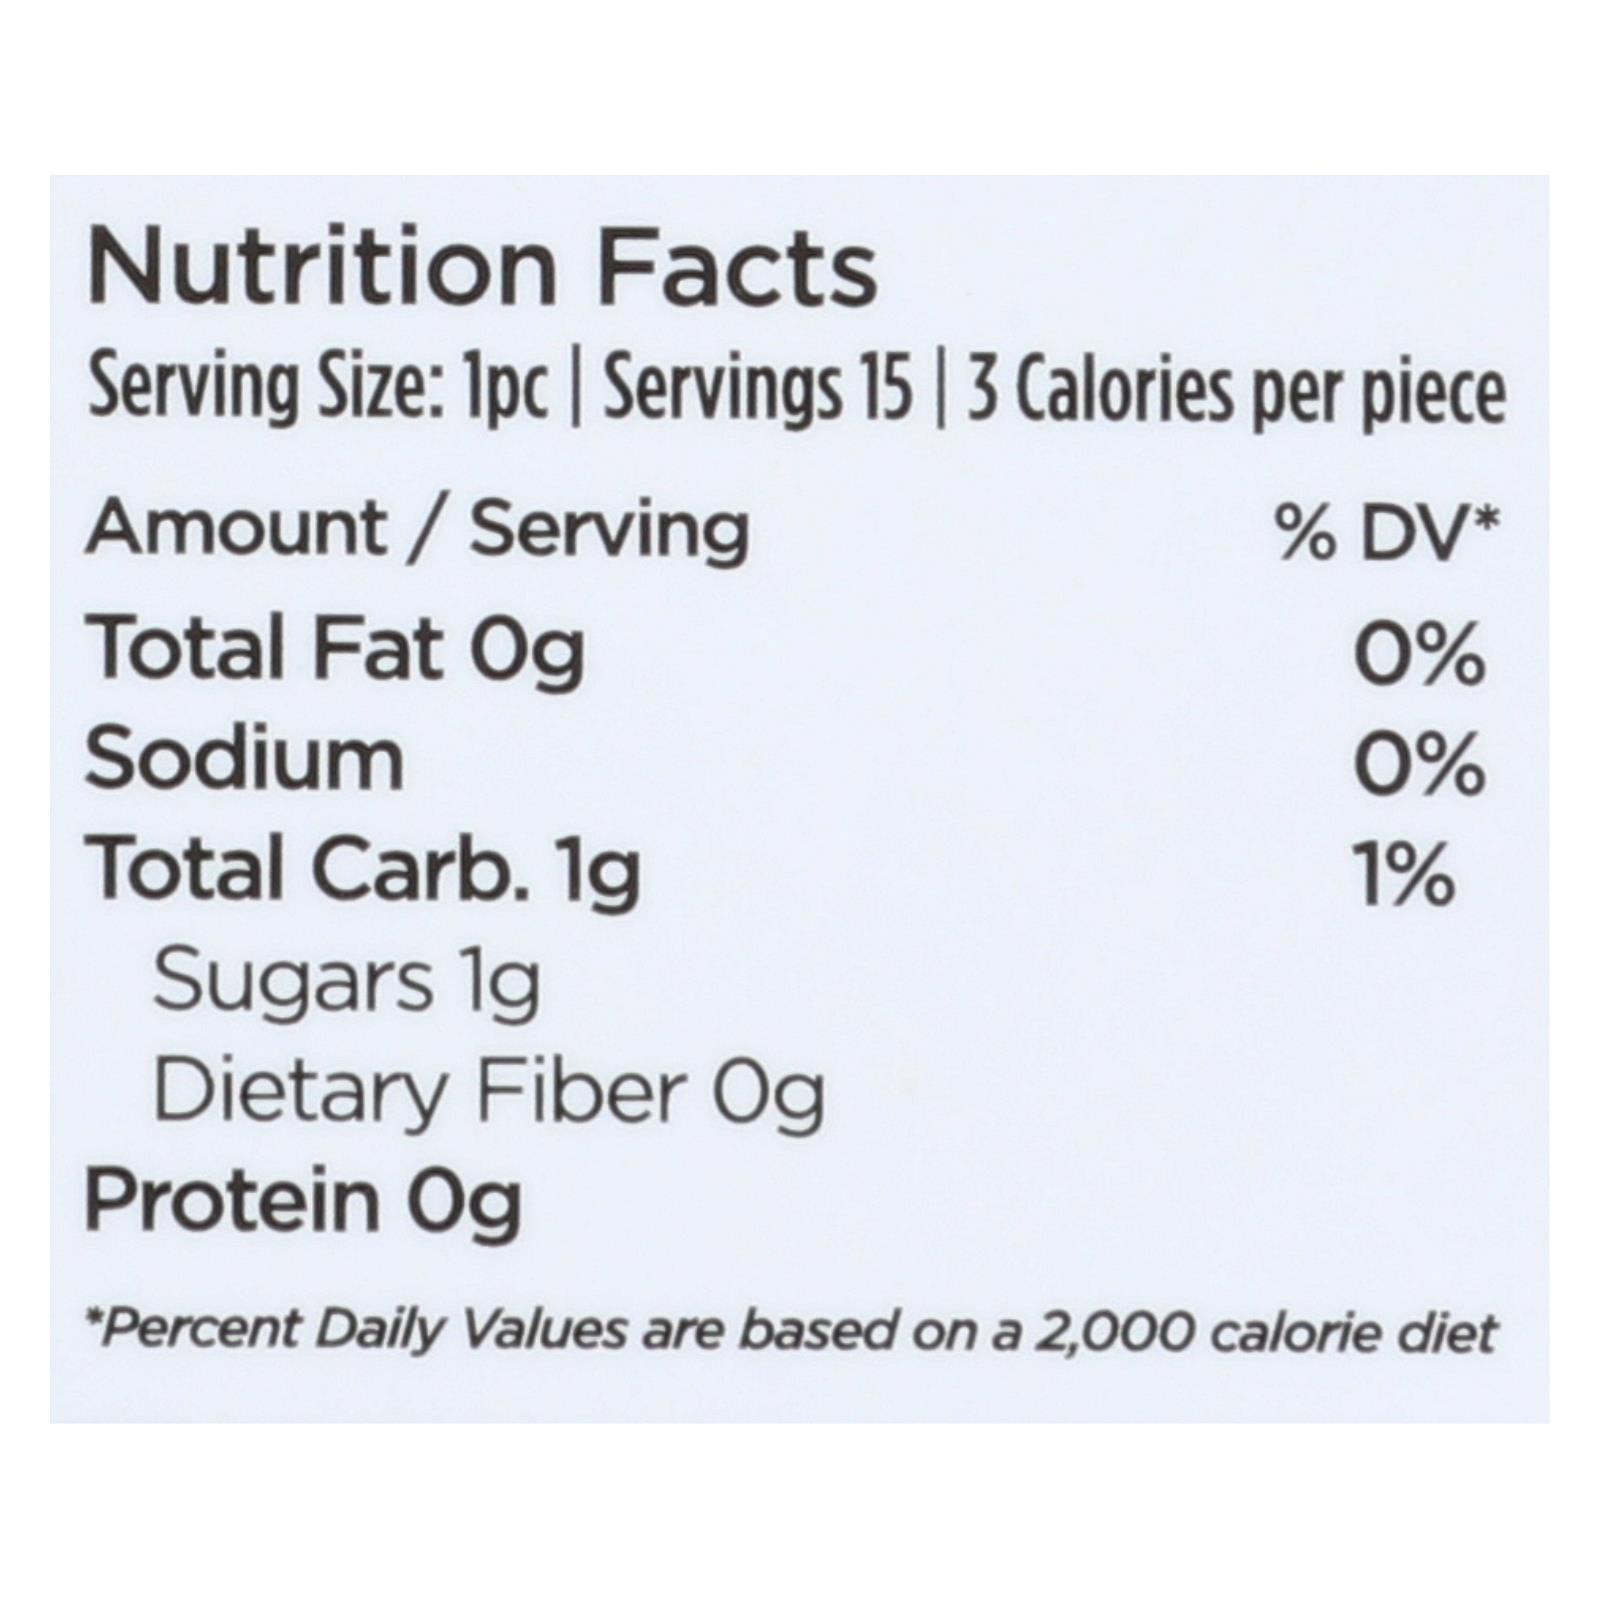 Nutrition Facts
Serving Size: 1pc | Servings 15 | 3 Calories per piece
Amount / Serving % DV*
Total Fat 0g 0%
Sodium 0%
Total Carb. 1g 1%
Sugars 1g
Dietary Fiber 0g
Protein 0g
*Percent Daily Values are based on a 2,000 calorie diet